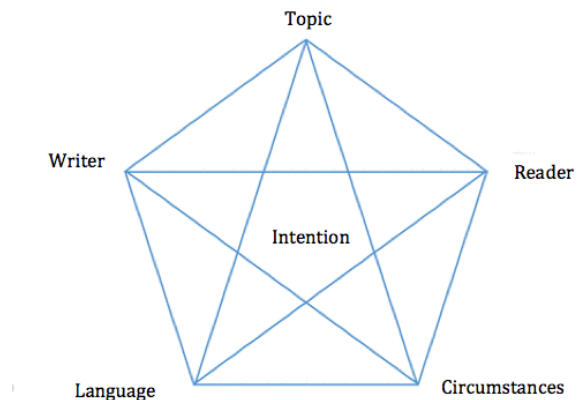 Topic
Writer
Reader
Intention
Language
Circumstances